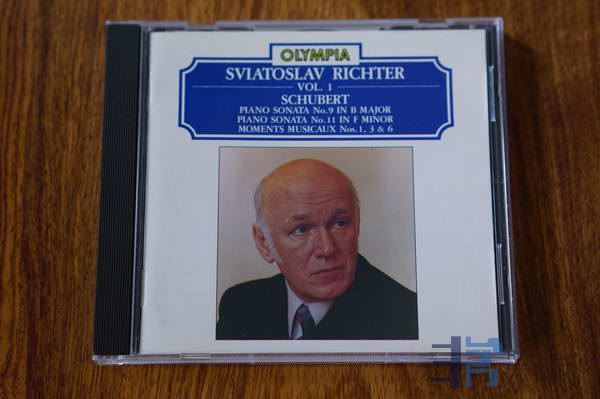 OLYMPIA
SVIATOSLAV RICHTER
VOL. 1
SCHUBERT
PIANO SONATA No.9 IN B MAJOR
PIANO SONATA No.11 IN F MINOR
MOMENTS MUSICAUX Nos.1, 3 & 6